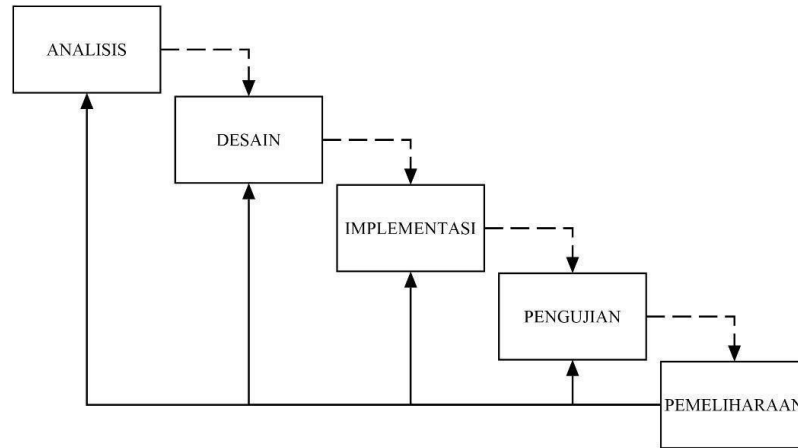 ANALISIS
DESAIN
IMPLEMENTASI
PENGUJIAN
PEMELIHARAAN